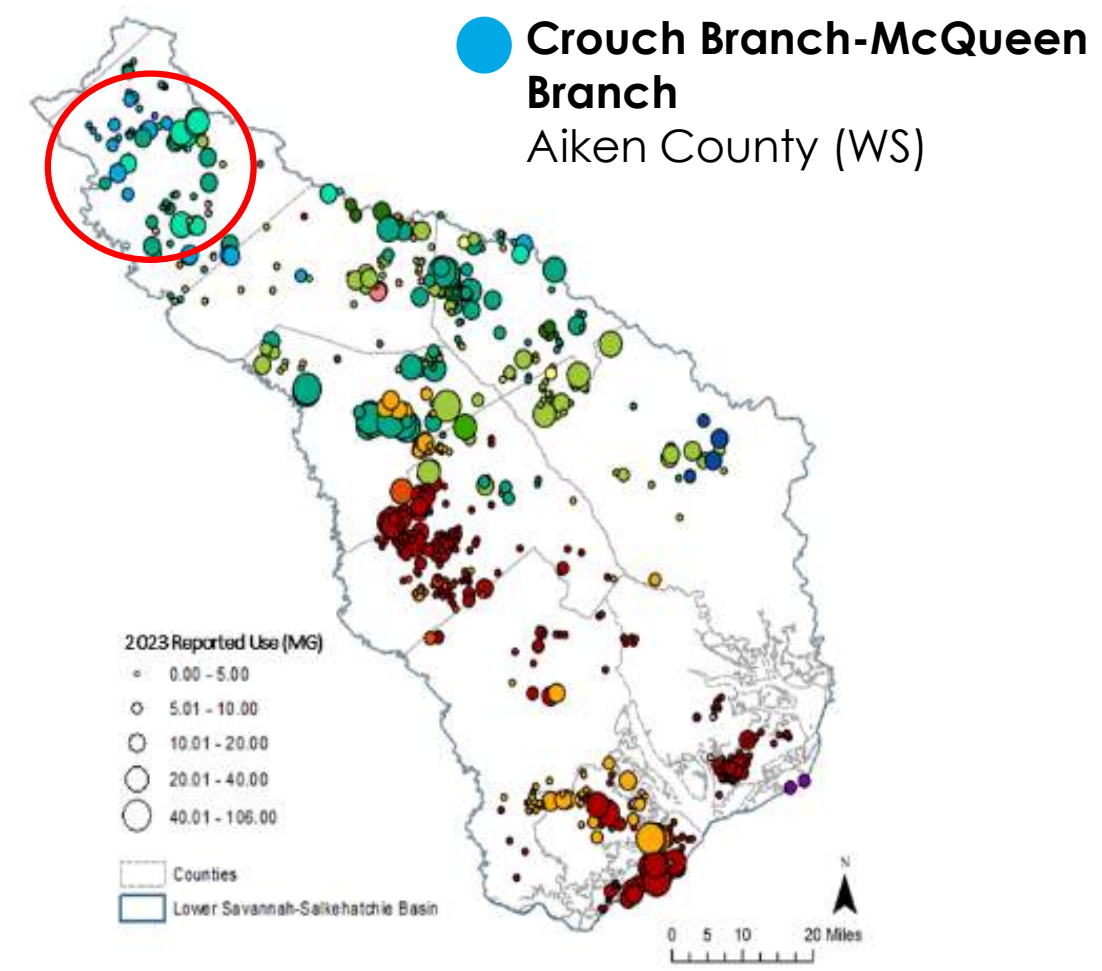 Crouch Branch-McQueen
Branch
Aiken County (WS)
2023 Reported Use (MG)
0.00 - 5.00
5.01 - 10.00
10.01 - 20.00
20.01 - 40.00
40.01 - 106.00
Counties
Lower Savannah-Salkehatchie Basin
N
0 5 10 20 Miles